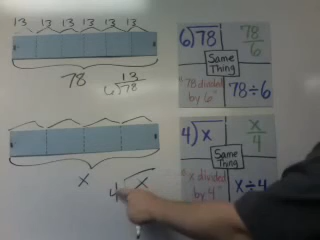 13 13 13 13 13 13
78
13
6)78
6)78
78
6
Same
Thing
"78 divided
by 6"
78÷6
x
4)x
4)x
x
4
Same
Thing
"x divided
by 4"
x÷4